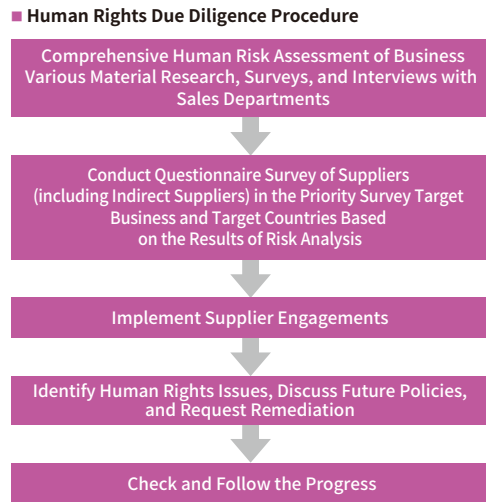 ■ Human Rights Due Diligence Procedure
Comprehensive Human Risk Assessment of Business
Various Material Research, Surveys, and Interviews with
Sales Departments
Conduct Questionnaire Survey of Suppliers
(including Indirect Suppliers) in the Priority Survey Target
Business and Target Countries Based
on the Results of Risk Analysis
Implement Supplier Engagements
Identify Human Rights Issues, Discuss Future Policies,
and Request Remediation
Check and Follow the Progress